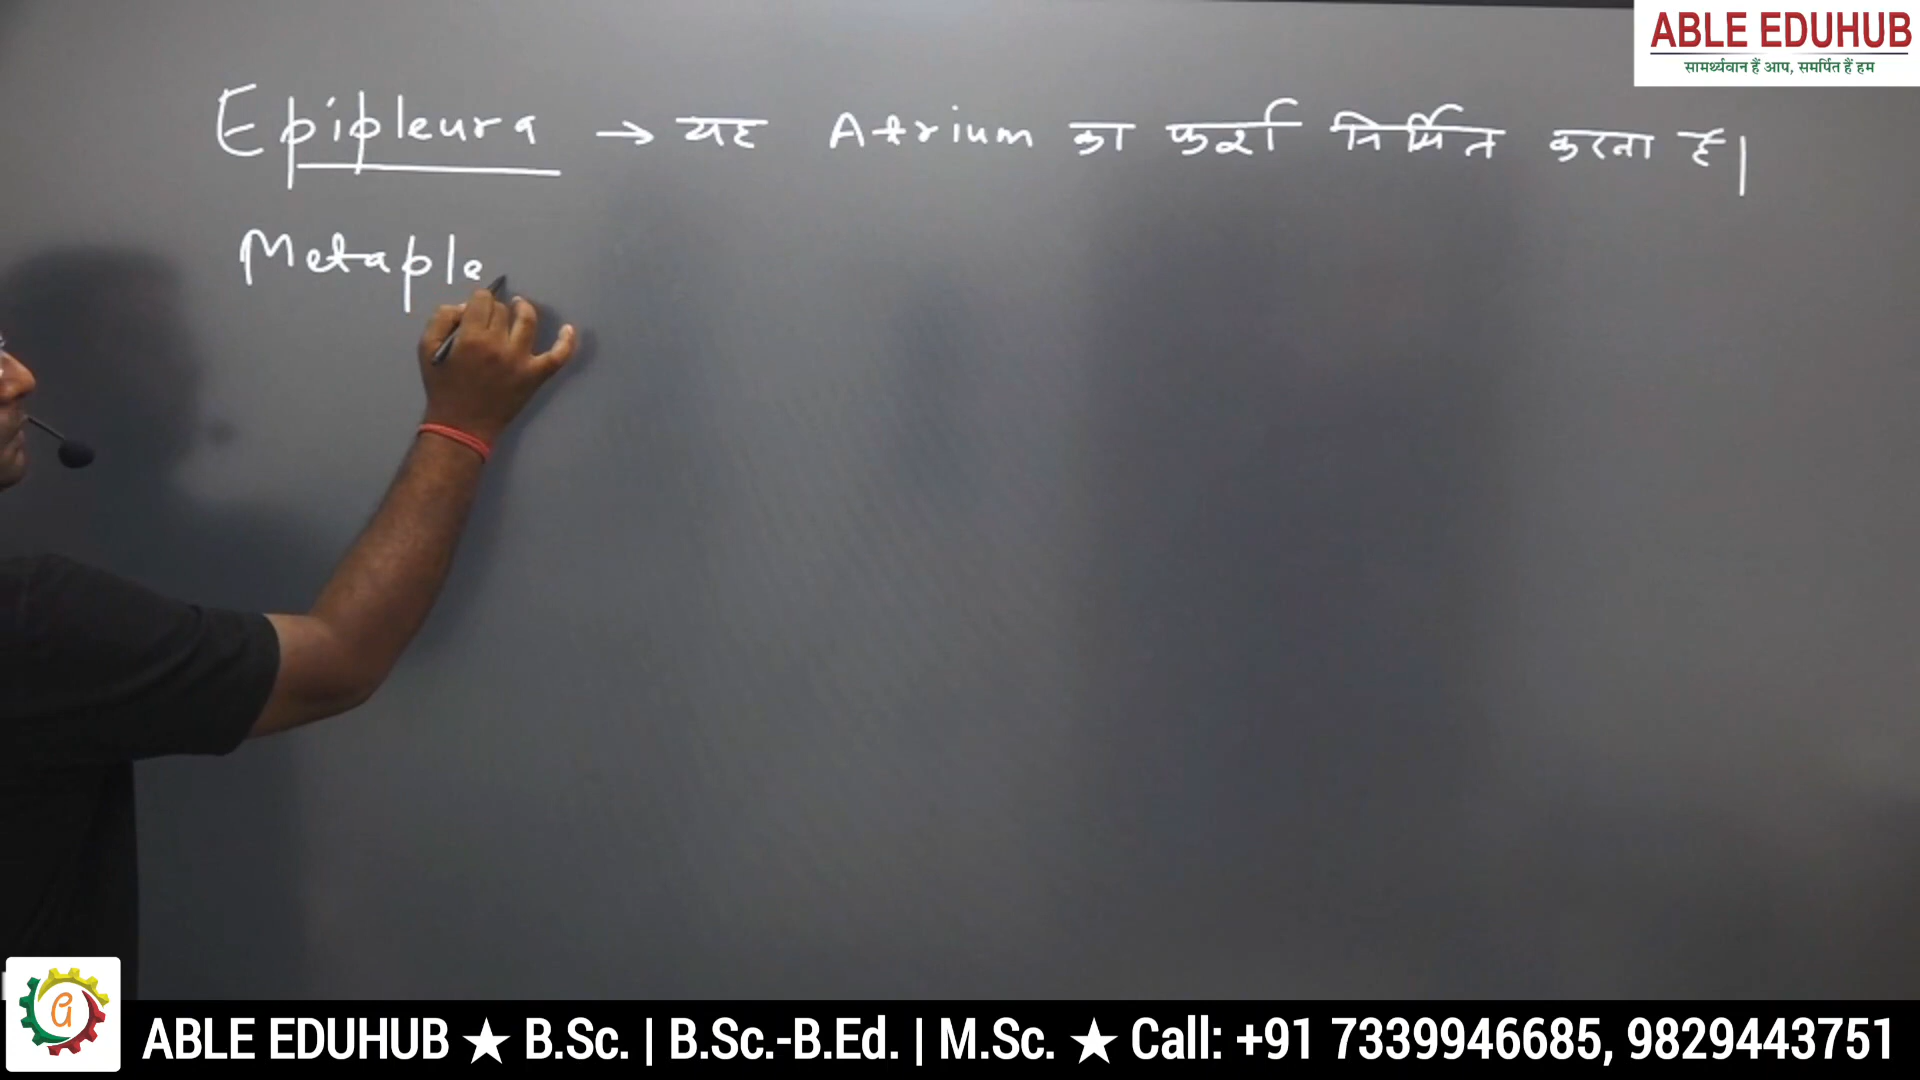 ABLE EDUHUB
सामर्थ्यवान हैं आप, समर्पित हैं हम
Epipleura → यह Atrium का फर्श निर्मित करता है।
Metaple
ABLE EDUHUB ★ B.Sc. | B.Sc.-B.Ed. | M.Sc. ★ Call: +91 7339946685, 9829443751